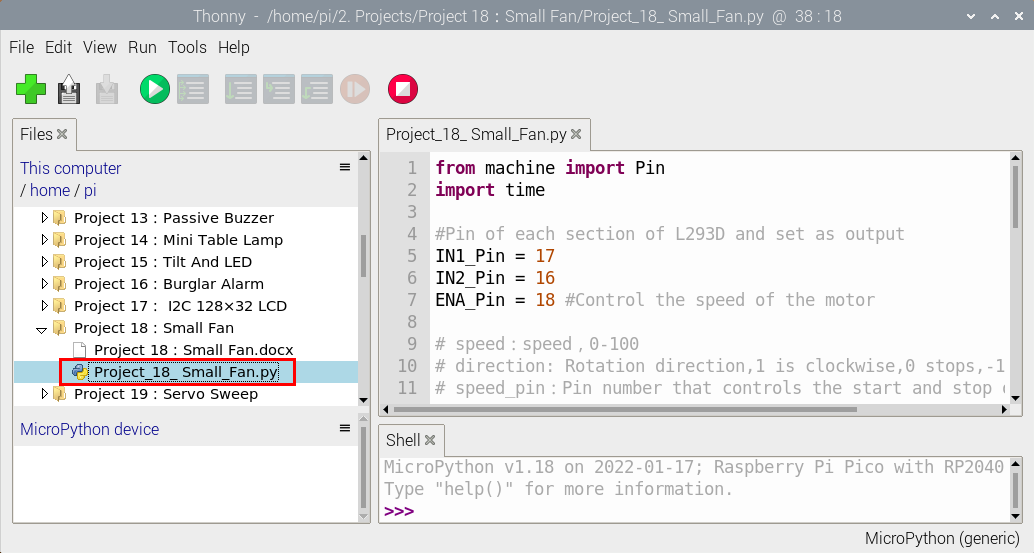 Thonny - /home/pi/2. Projects/Project 18 : Small Fan/Project_18_ Small_Fan.py @ 38 : 18
File Edit View Run Tools Help
Files
This computer
/ home / pi
Project 13 : Passive Buzzer
Project 14 : Mini Table Lamp
Project 15 : Tilt And LED
Project 16 : Burglar Alarm
Project 17 : I2C 128×32 LCD
Project 18 : Small Fan
Project 18 : Small Fan.docx
Project_18_ Small_Fan.py
Project 19 : Servo Sweep
MicroPython device
Project_18_ Small_Fan.py
1 from machine import Pin
2 import time
3
4 #Pin of each section of L293D and set as output
5 IN1_Pin = 17
6 IN2_Pin = 16
7 ENA_Pin = 18 #Control the speed of the motor
8
9 # speed : speed , 0-100
10 # direction: Rotation direction,1 is clockwise,0 stops,-1
11 # speed_pin : Pin number that controls the start and stop
Shell
MicroPython v1.18 on 2022-01-17; Raspberry Pi Pico with RP2040
Type "help()" for more information.
>>>
MicroPython (generic)